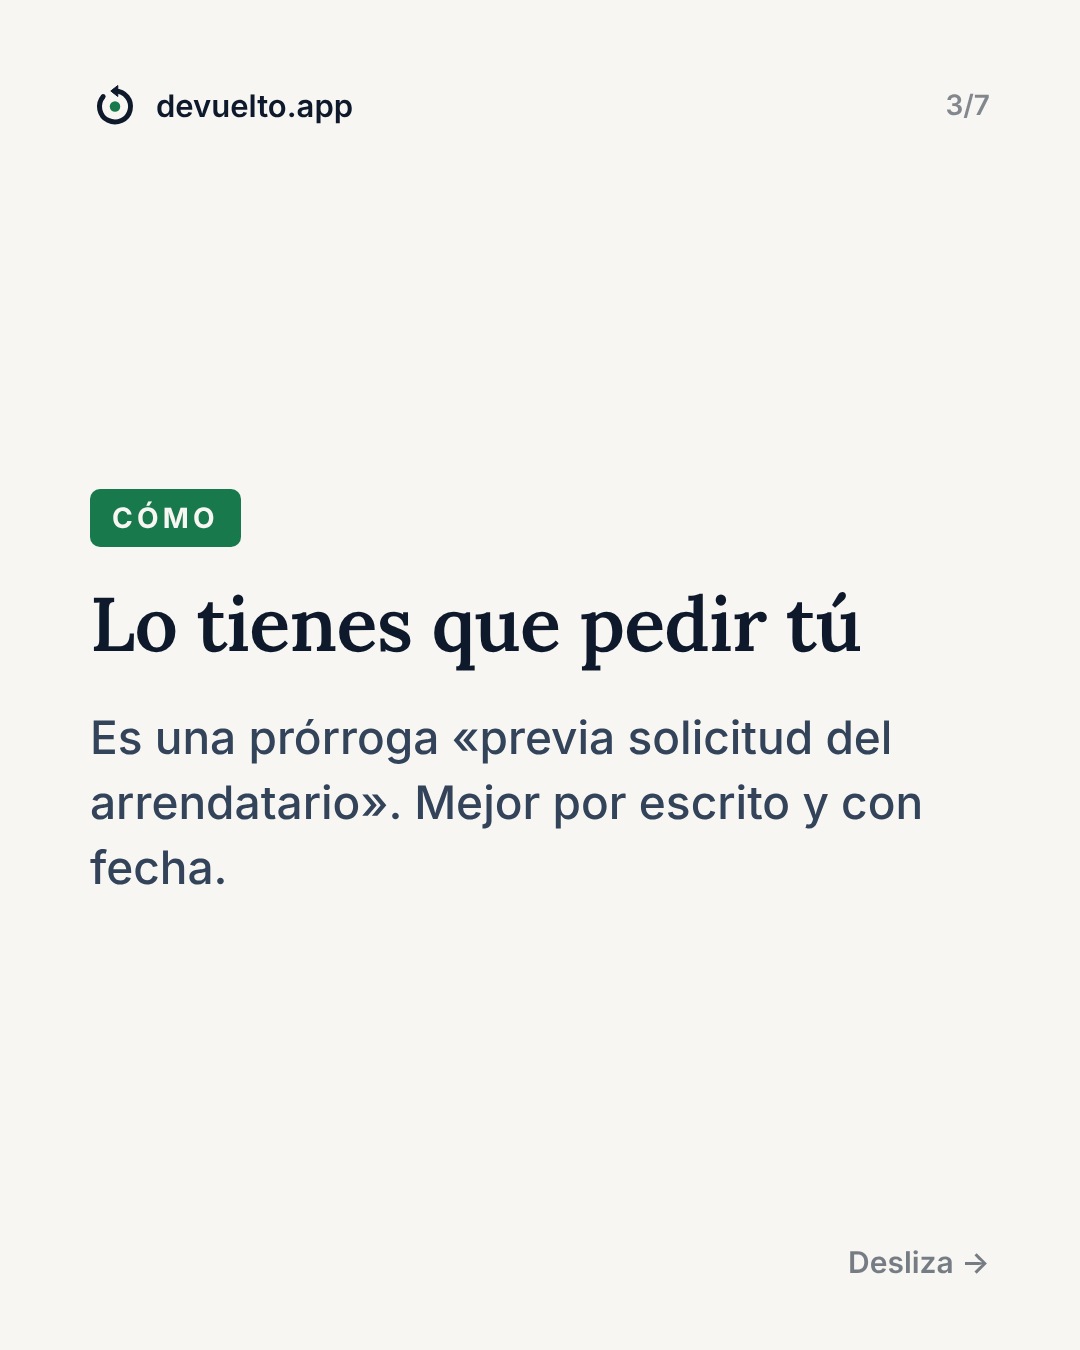 devuelto.app
3/7
CÓMO
Lo tienes que pedir tú
Es una prórroga «previa solicitud del
arrendatario». Mejor por escrito y con
fecha.
Desliza →